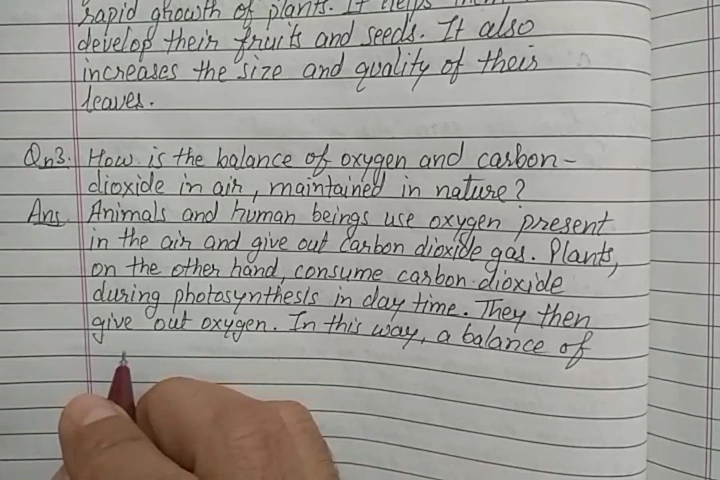 rapid growth of plants. It helps
develop their fruits and seeds. It also
increases the size and quality of their
leaves.
Qn3. How is the balance of oxygen and carbon-
dioxide in air, maintained in nature?
Ans. Animals and human beings use oxygen present
in the air and give out carbon dioxide gas. Plants,
on the other hand, consume carbon-dioxide
during photosynthesis in day time. They then
give out oxygen. In this way, a balance of